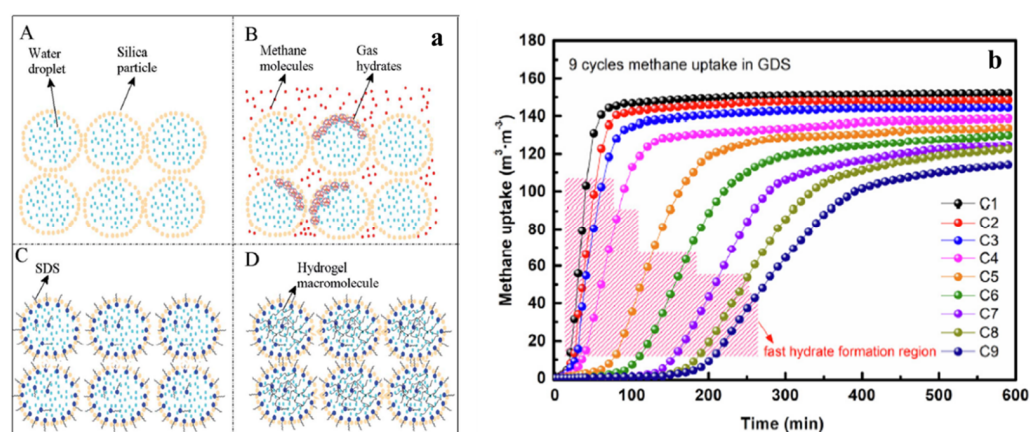 A
Water
droplet
Silica
particle
B
a
Methane
molecules
Gas
hydrates
C
SDS
D
Hydrogel
macromolecule
b
9 cycles methane uptake in GDS
Methane uptake (m³·m⁻³)
180
160
140
120
100
80
60
40
20
0
C1
C2
C3
C4
C5
C6
C7
C8
C9
fast hydrate formation region
0 100 200 300 400 500 600
Time (min)